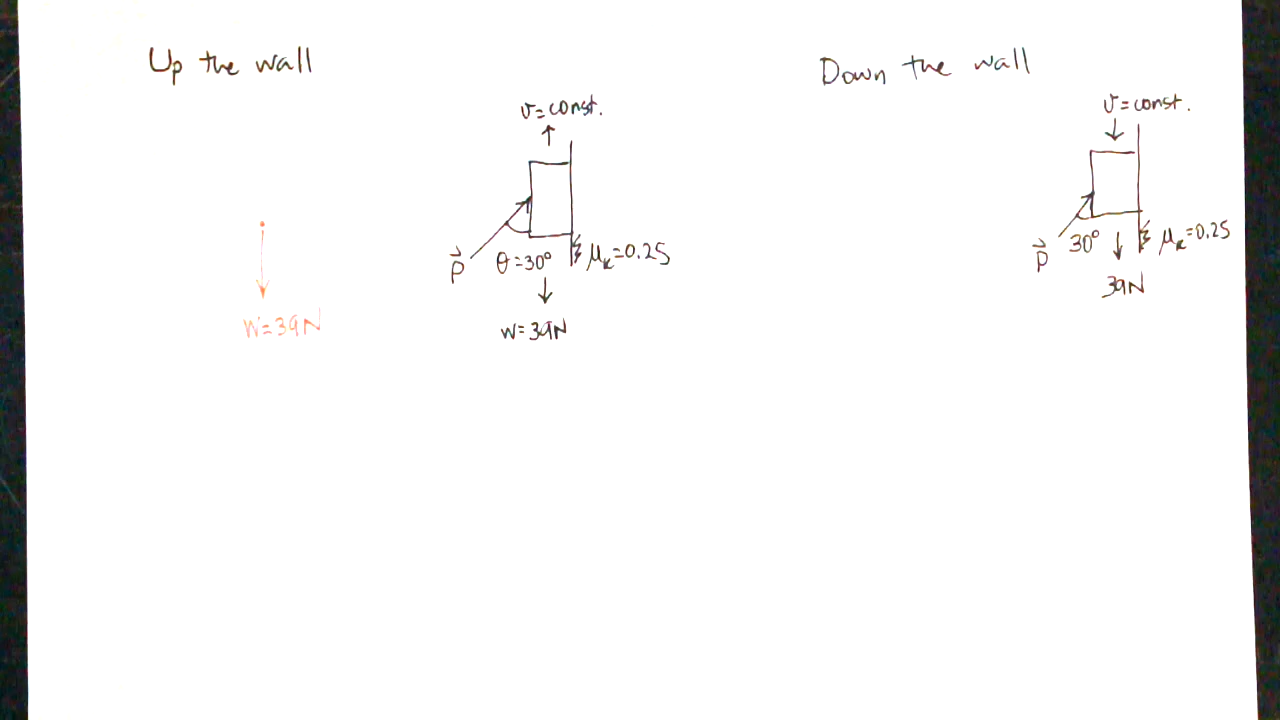 Up the wall
v=const.
P
θ=30°
μk=0.25
w=39N
W=39N
Down the wall
v=const.
P
30°
μk=0.25
39N